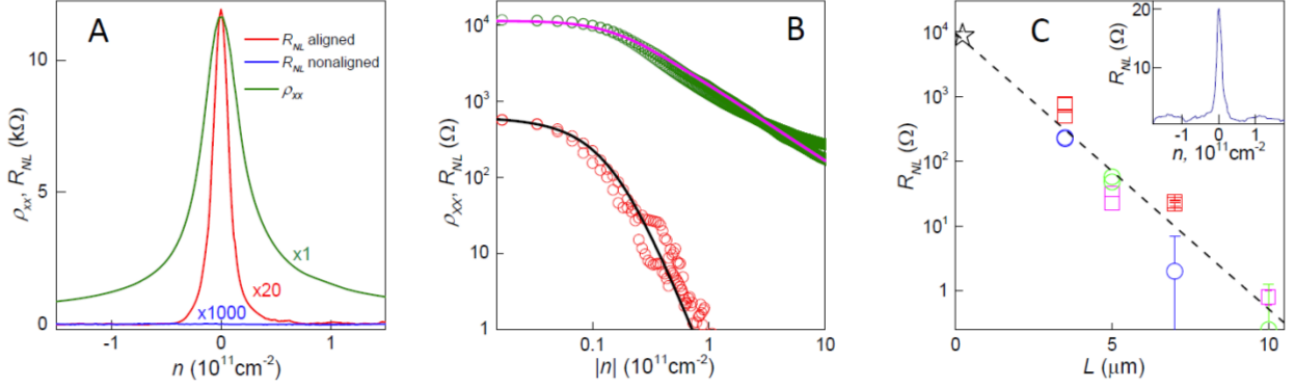 A
10
5
0
ρxx, RNL (kΩ)
RNL aligned
RNL nonaligned
ρxx
x1
x20
x1000
-1
0
1
n (10¹¹cm⁻²)
B
10⁴
10³
10²
10
1
ρXX, RNL (Ω)
0.1
1
10
|n| (10¹¹cm⁻²)
C
10⁴
10³
10²
10¹
1
RNL (Ω)
0
5
10
L (μm)
20
10
RNL (Ω)
-1
0
1
n, 10¹¹cm⁻²